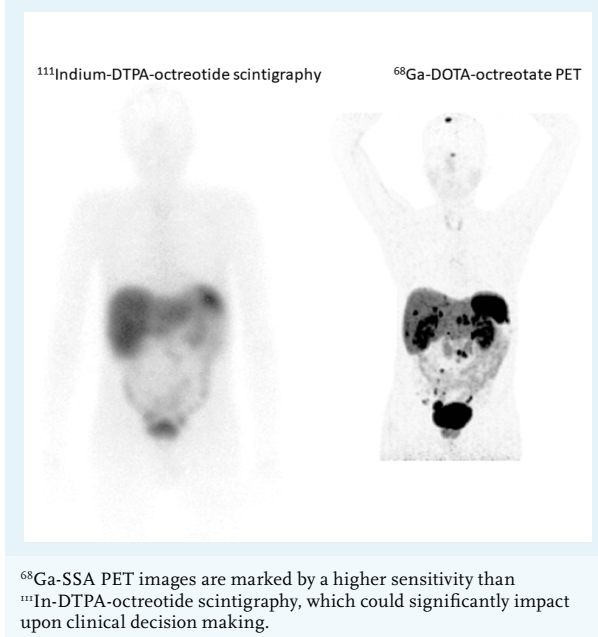 ¹¹¹Indium-DTPA-octreotide scintigraphy
⁶⁸Ga-DOTA-octreotate PET
⁶⁸Ga-SSA PET images are marked by a higher sensitivity than
¹¹¹In-DTPA-octreotide scintigraphy, which could significantly impact
upon clinical decision making.